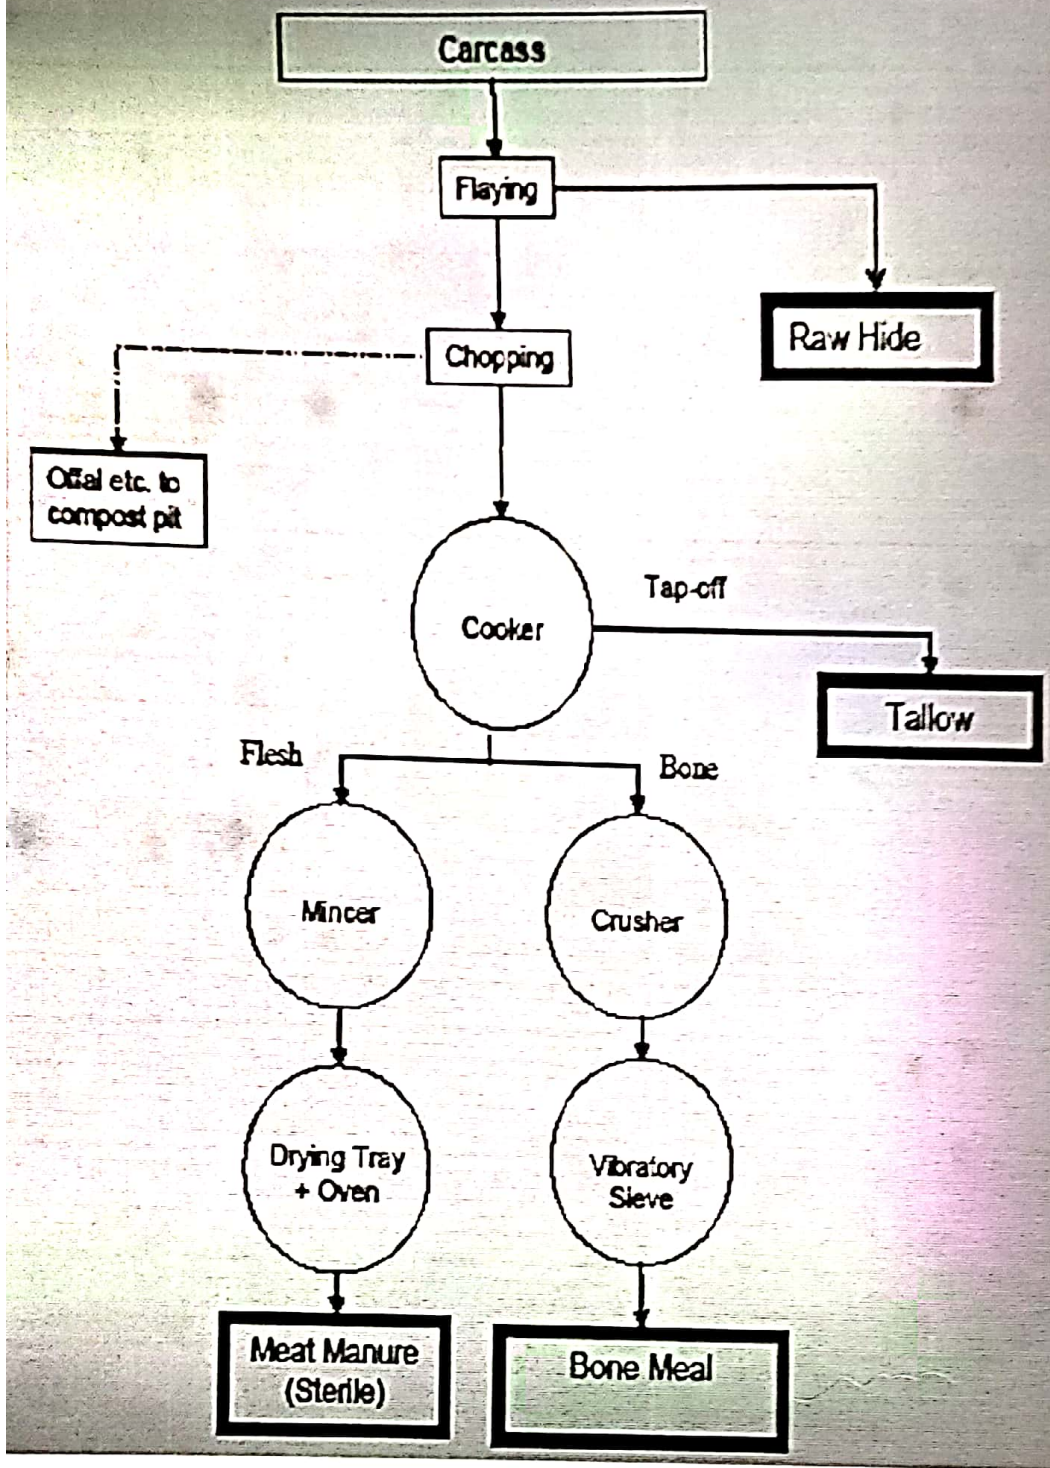 Carcass
Flaying
Raw Hide
Chopping
Offal etc. to
compost pit
Cooker
Tap-off
Tallow
Flesh
Bone
Mincer
Crusher
Drying Tray
+ Oven
Vibratory
Sieve
Meat Manure
(Sterile)
Bone Meal